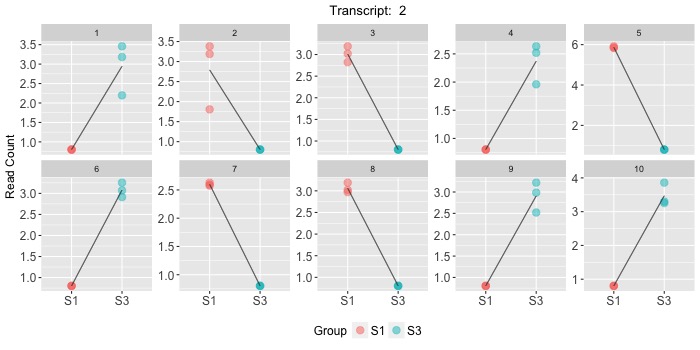 Transcript: 2
1 2 3 4 5
3.5 3.5 3.0 2.5 6
3.0 3.0 2.5 2.0 4
2.5 2.5 2.0 1.5 2
2.0 2.0 1.5 1.0
1.5 1.5 1.0
1.0 1.0
Read Count
6 7 8 9 10
3.0 2.5 3.0 3.0 4
2.5 2.0 2.5 2.5 3
2.0 1.5 2.0 2.0 2
1.5 1.0 1.5 1.5 1
1.0 1.0 1.0
S1 S3 S1 S3 S1 S3 S1 S3 S1 S3
Group S1 S3